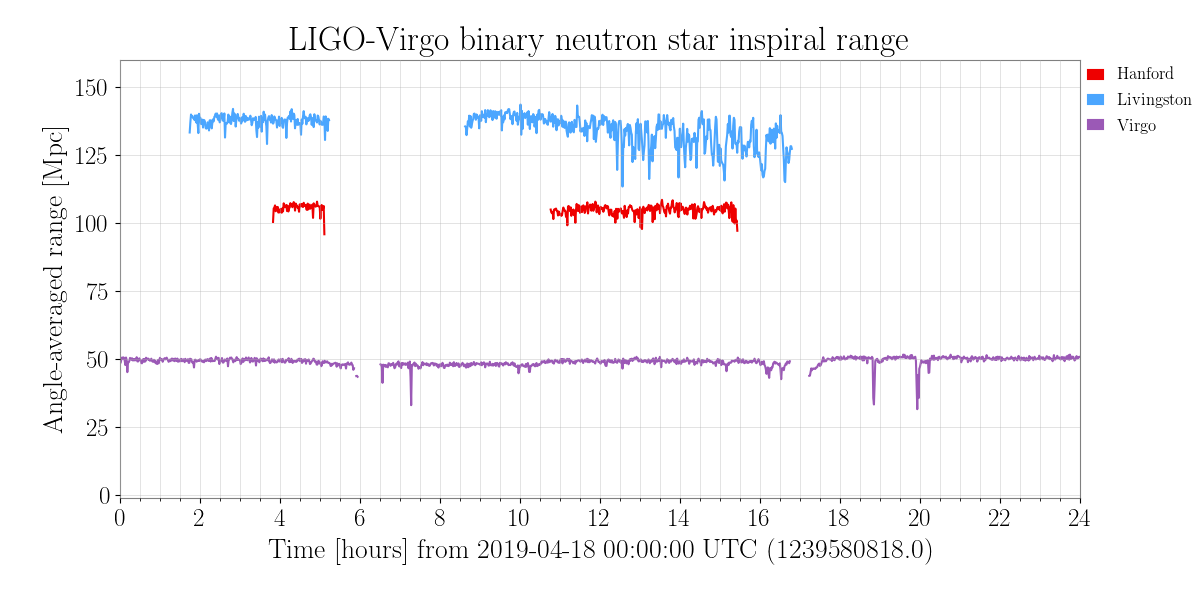 LIGO-Virgo binary neutron star inspiral range
Angle-averaged range [Mpc]
150
125
100
75
50
25
0
0 2 4 6 8 10 12 14 16 18 20 22 24
Time [hours] from 2019-04-18 00:00:00 UTC (1239580818.0)
Hanford
Livingston
Virgo